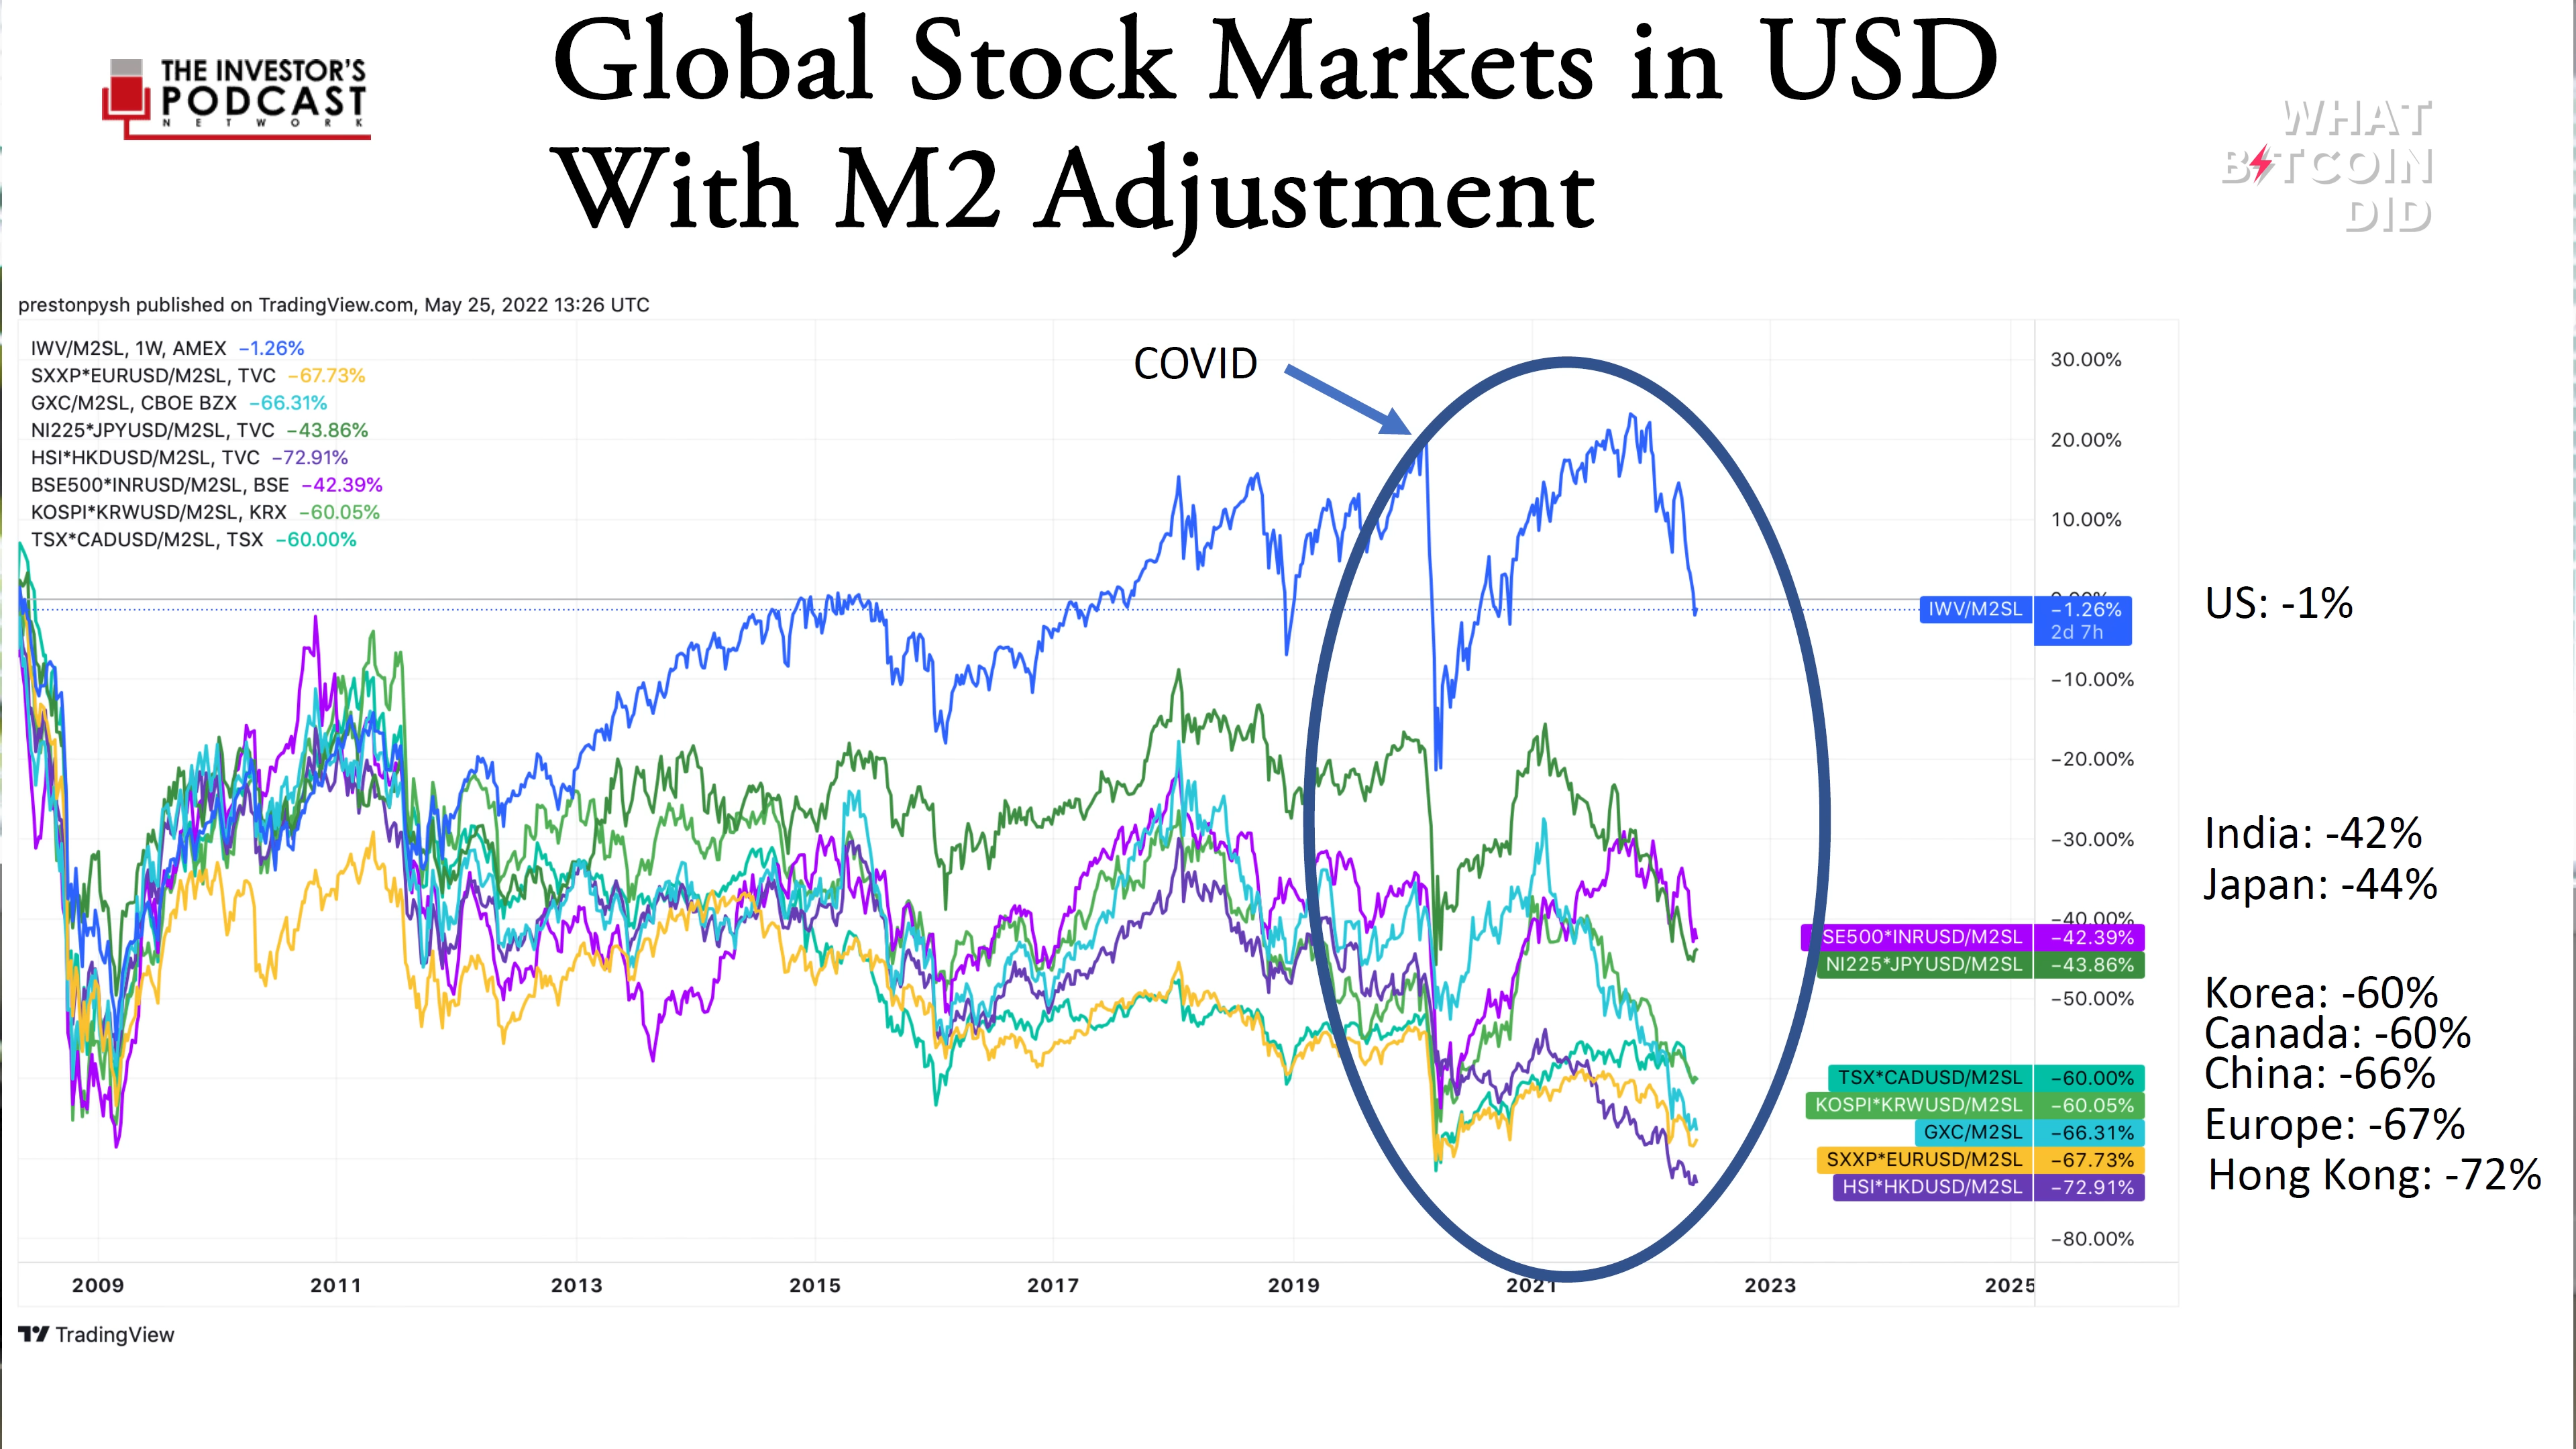 THE INVESTOR'S
PODCAST
NETWORK
Global Stock Markets in USD
With M2 Adjustment
WHAT
BITCOIN
DID
prestonpysh published on TradingView.com, May 25, 2022 13:26 UTC
IWV/M2SL, 1W, AMEX −1.26%
SXXP*EURUSD/M2SL, TVC −67.73%
GXC/M2SL, CBOE BZX −66.31%
NI225*JPYUSD/M2SL, TVC −43.86%
HSI*HKDUSD/M2SL, TVC −72.91%
BSE500*INRUSD/M2SL, BSE −42.39%
KOSPI*KRWUSD/M2SL, KRX −60.05%
TSX*CADUSD/M2SL, TSX −60.00%
COVID
30.00%
20.00%
10.00%
0.00%
IWV/M2SL −1.26%
2d 7h
−10.00%
−20.00%
−30.00%
−40.00%
SE500*INRUSD/M2SL −42.39%
NI225*JPYUSD/M2SL −43.86%
−50.00%
TSX*CADUSD/M2SL −60.00%
KOSPI*KRWUSD/M2SL −60.05%
GXC/M2SL −66.31%
SXXP*EURUSD/M2SL −67.73%
HSI*HKDUSD/M2SL −72.91%
−80.00%
US: -1%
India: -42%
Japan: -44%
Korea: -60%
Canada: -60%
China: -66%
Europe: -67%
Hong Kong: -72%
2009 2011 2013 2015 2017 2019 2021 2023 2025
TradingView